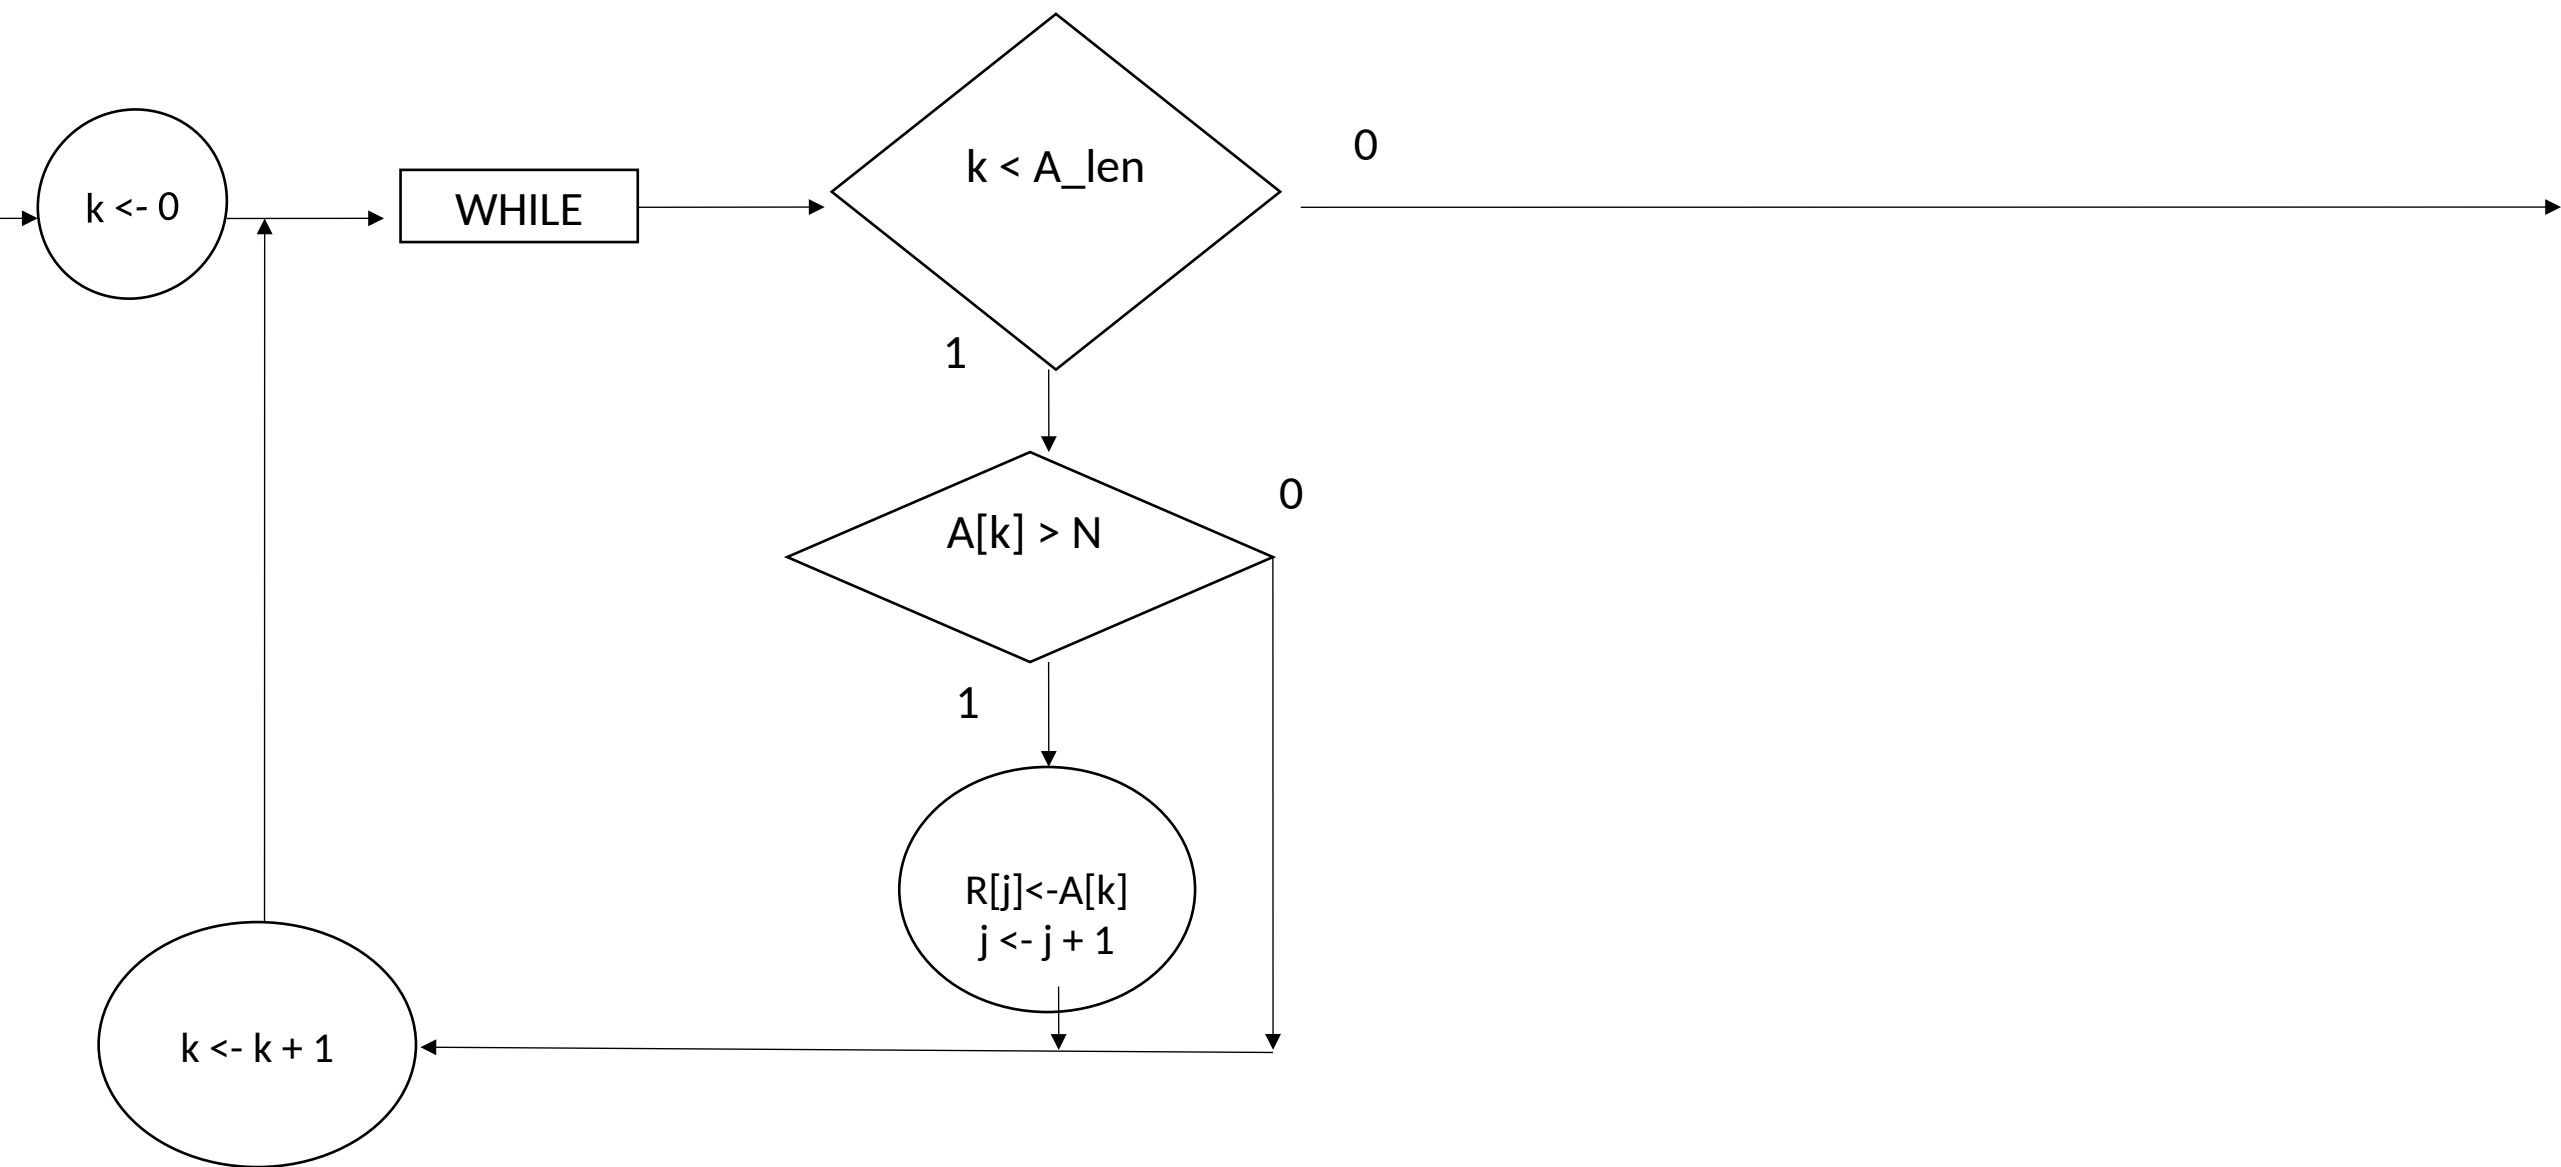 k <- 0
WHILE
k < A_len
0
1
A[k] > N
0
1
R[j]<-A[k]
j <- j + 1
k <- k + 1